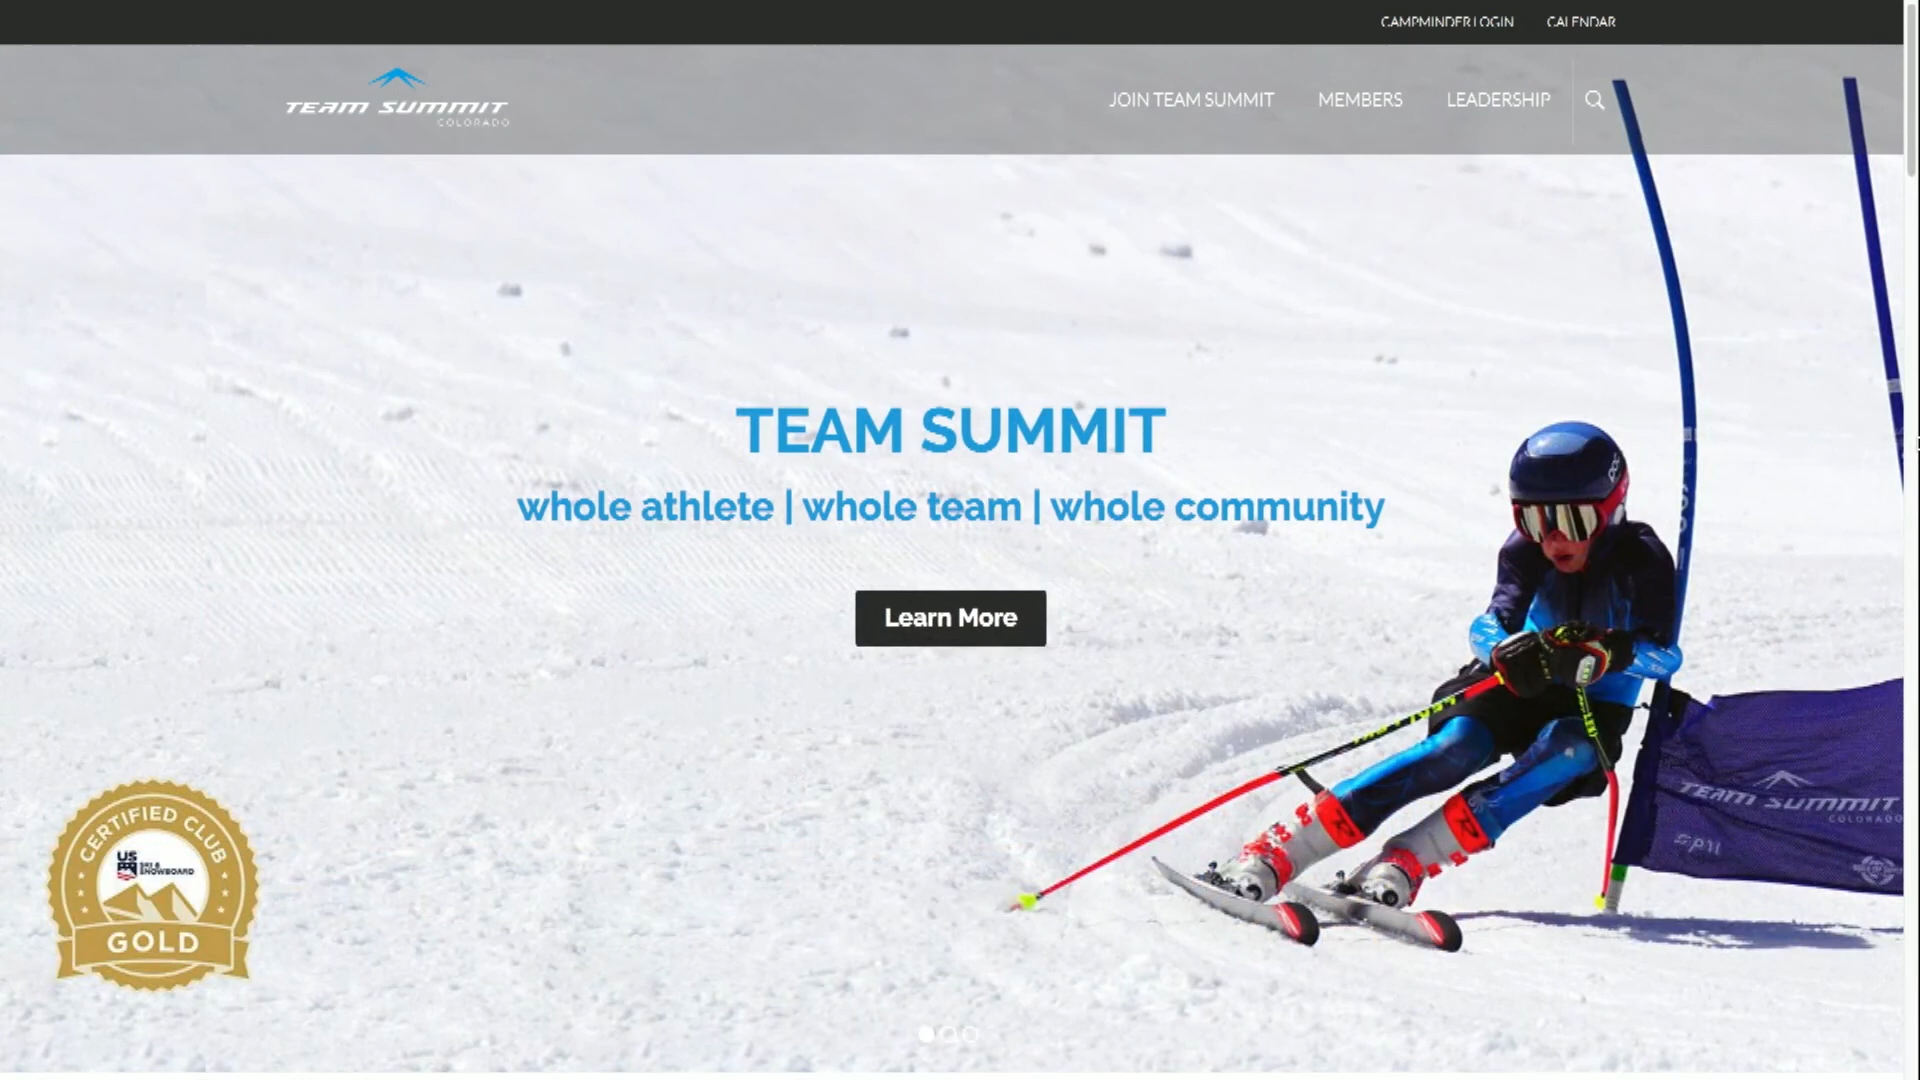 CAMPMINDER LOGIN CALENDAR
TEAM SUMMIT
COLORADO
JOIN TEAM SUMMIT MEMBERS LEADERSHIP
TEAM SUMMIT
whole athlete | whole team | whole community
Learn More
POC
TEAM SUMMIT
COLORADO
CERTIFIED CLUB
US
SKI &
SNOWBOARD
GOLD